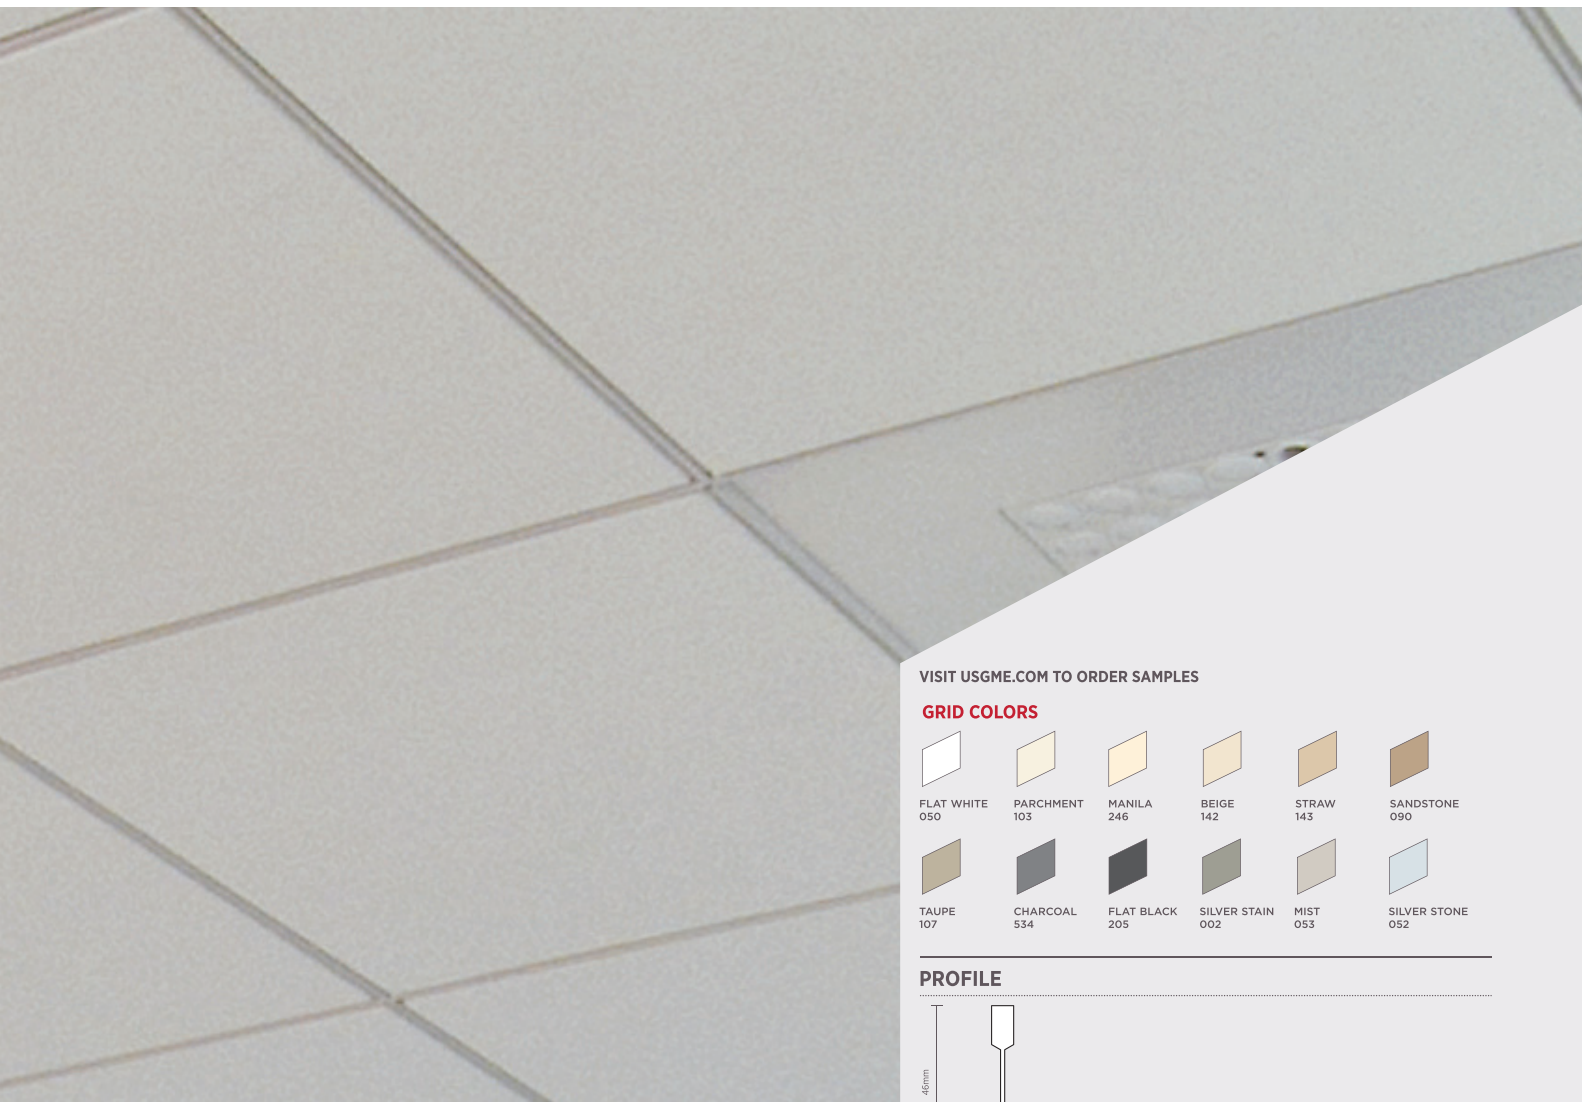 VISIT USGME.COM TO ORDER SAMPLES
GRID COLORS
FLAT WHITE
050
PARCHMENT
103
MANILA
246
BEIGE
142
STRAW
143
SANDSTONE
090
TAUPE
107
CHARCOAL
534
FLAT BLACK
205
SILVER STAIN
002
MIST
053
SILVER STONE
052
PROFILE
46mm